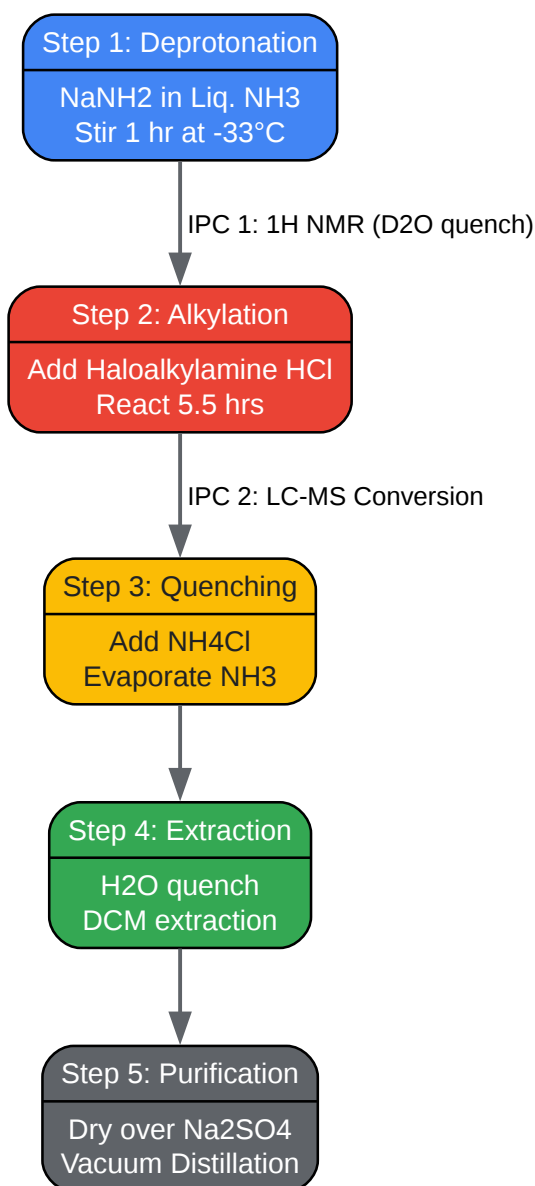 Step 1: Deprotonation
NaNH2 in Liq. NH3
Stir 1 hr at -33°C
IPC 1: 1H NMR (D2O quench)
Step 2: Alkylation
Add Haloalkylamine HCl
React 5.5 hrs
IPC 2: LC-MS Conversion
Step 3: Quenching
Add NH4Cl
Evaporate NH3
Step 4: Extraction
H2O quench
DCM extraction
Step 5: Purification
Dry over Na2SO4
Vacuum Distillation